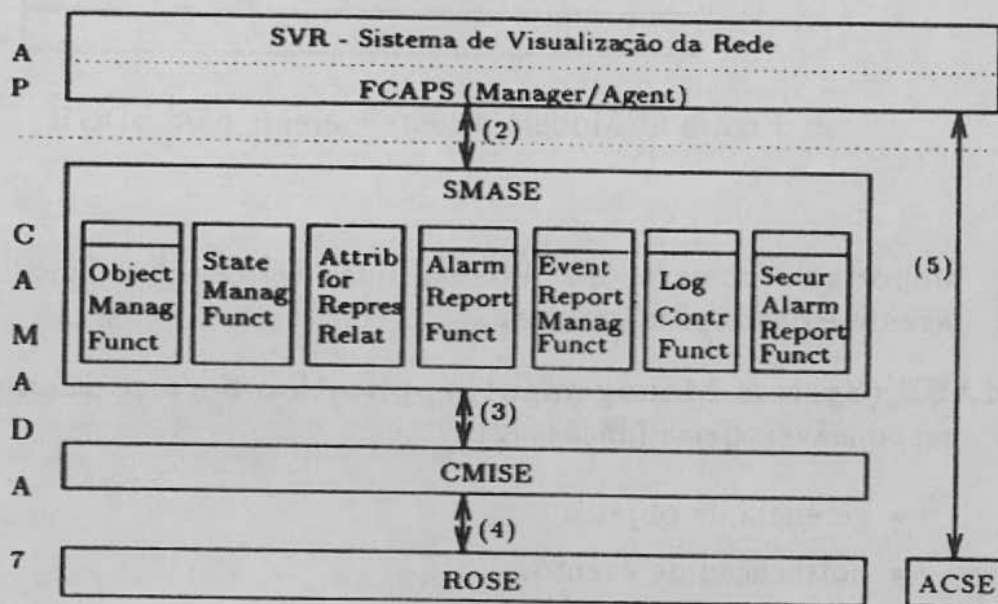 SVR - Sistema de Visualização da Rede
A
P
FCAPS (Manager/Agent)
(2)
SMASE
C
A
M
A
D
A
7
Object
Manag
Funct
State
Manag
Funct
Attrib
for
Repres
Relat
Alarm
Report
Funct
Event
Report
Manag
Funct
Log
Contr
Funct
Secur
Alarm
Report
Funct
(5)
(3)
CMISE
(4)
ROSE
ACSE